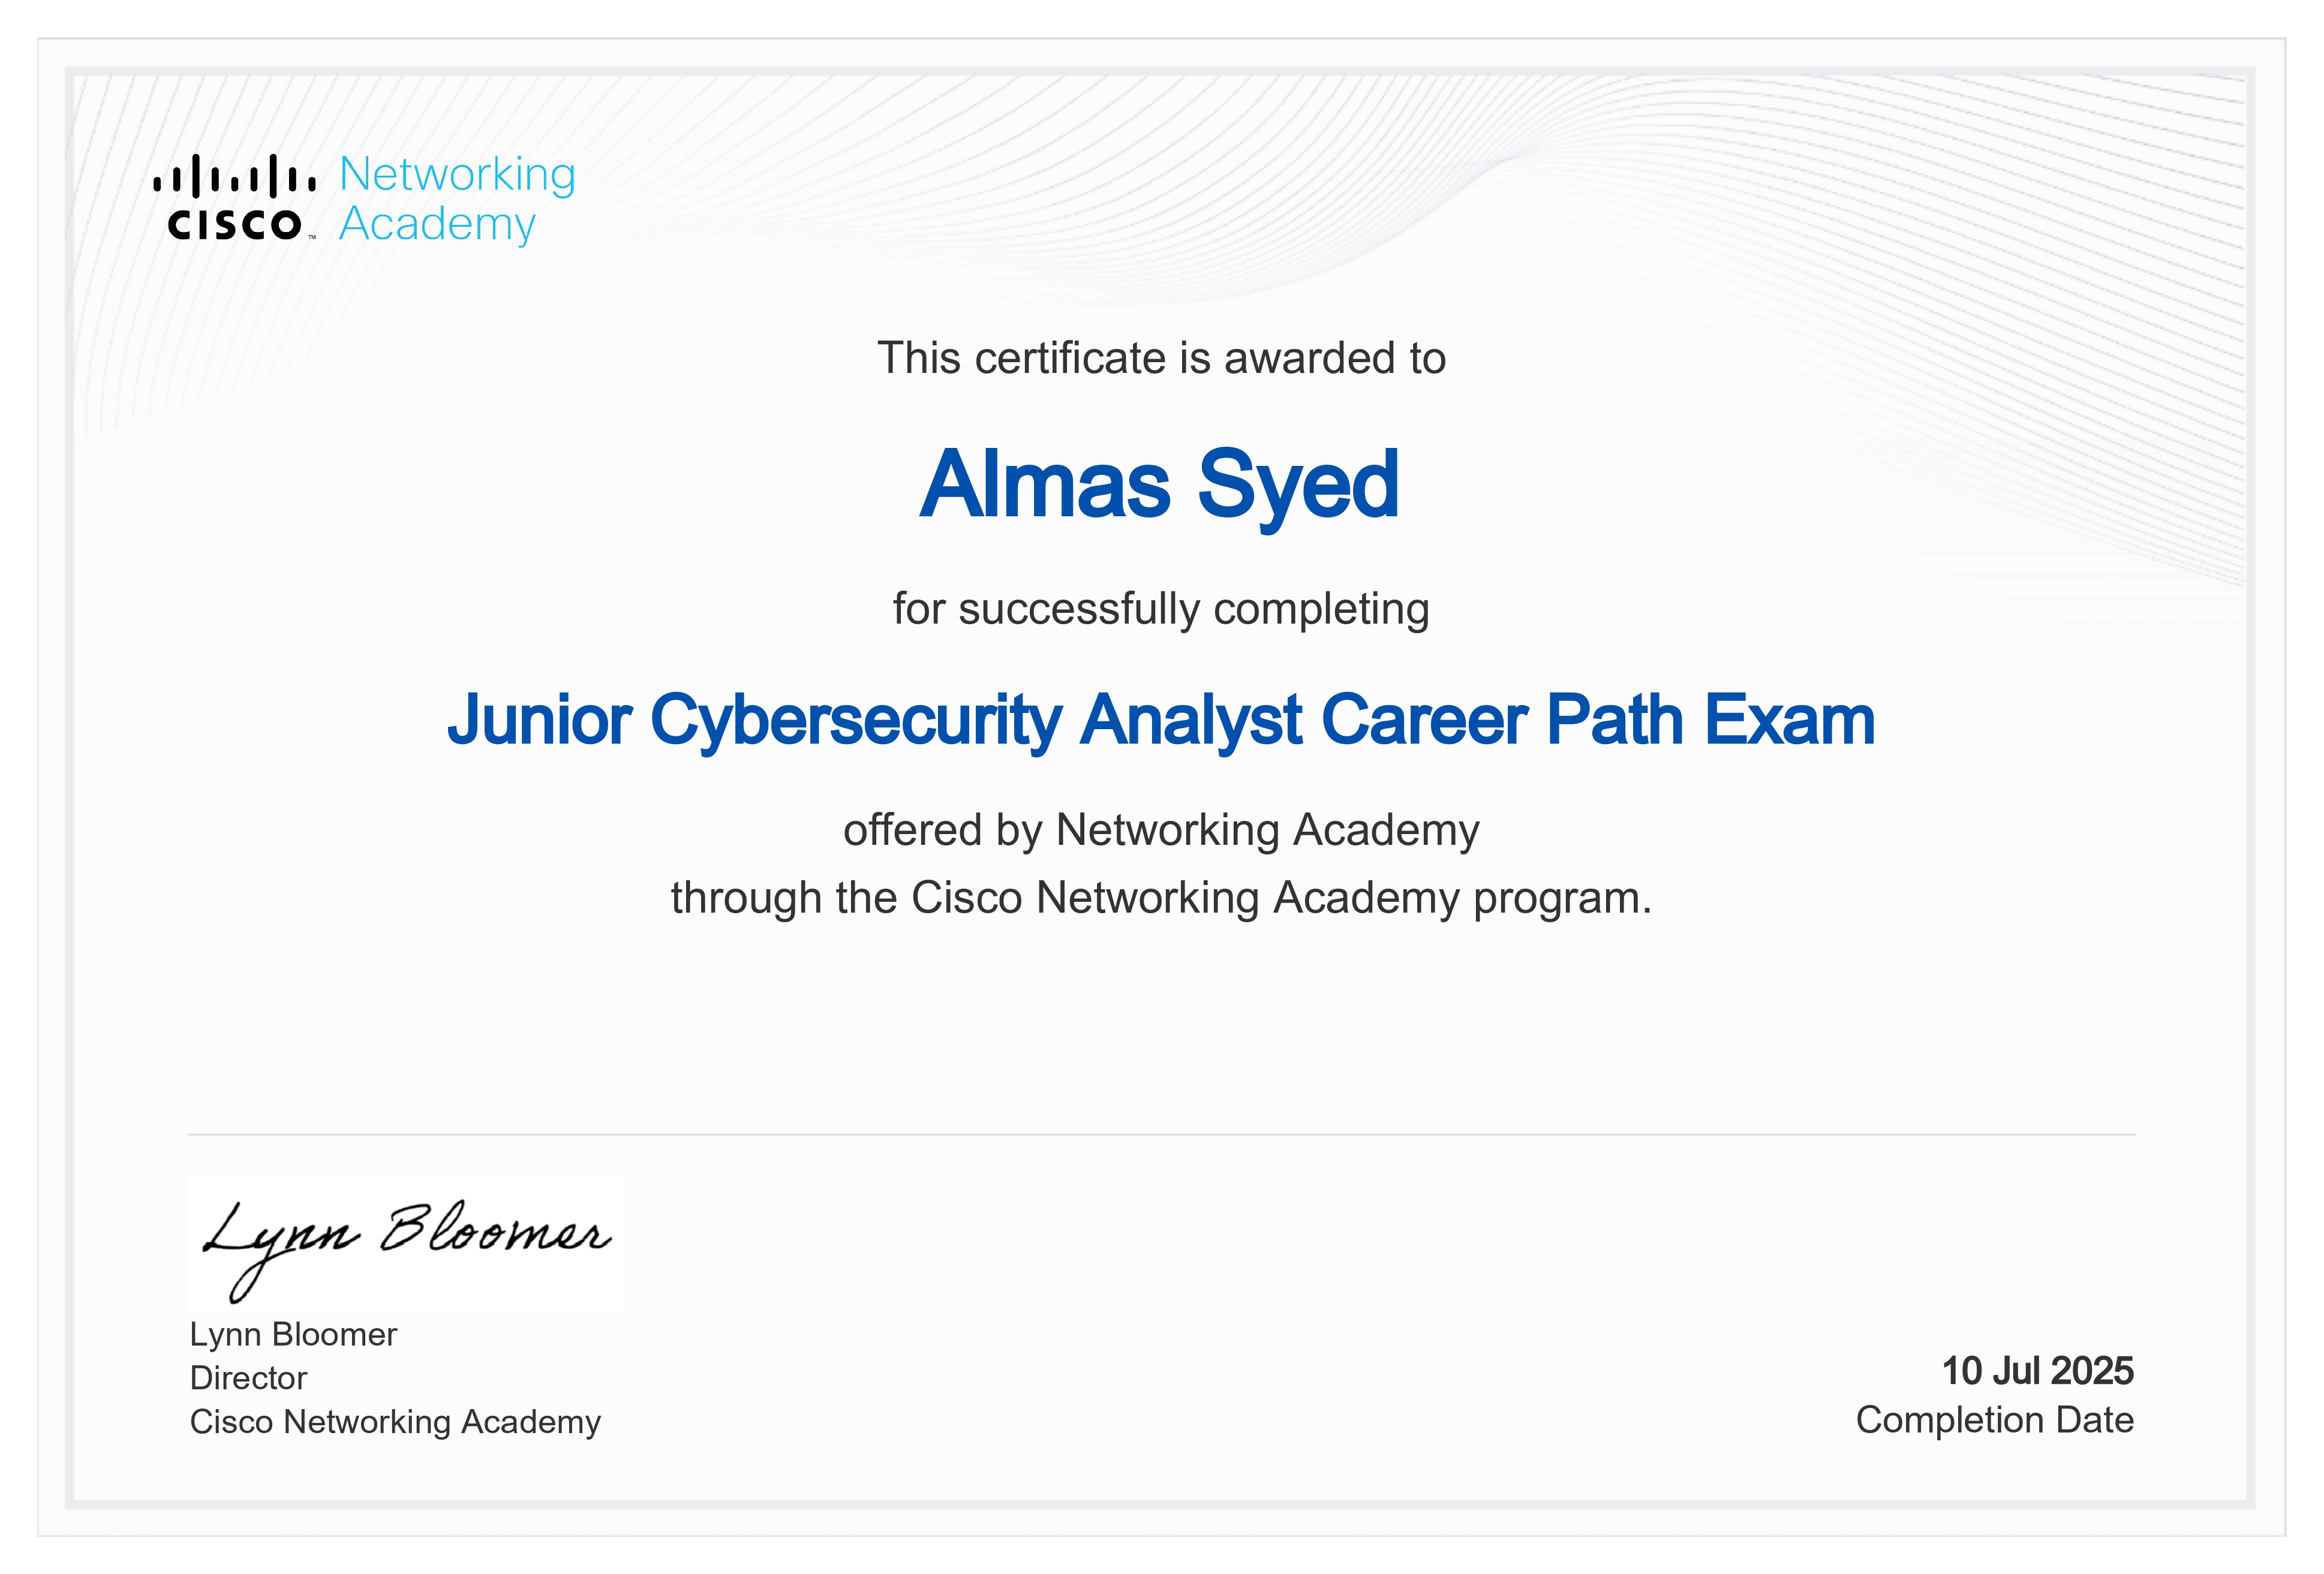 Networking
Academy
CISCO™
This certificate is awarded to
Almas Syed
for successfully completing
Junior Cybersecurity Analyst Career Path Exam
offered by Networking Academy
through the Cisco Networking Academy program.
Lynn Bloomer
Lynn Bloomer
Director
Cisco Networking Academy
10 Jul 2025
Completion Date